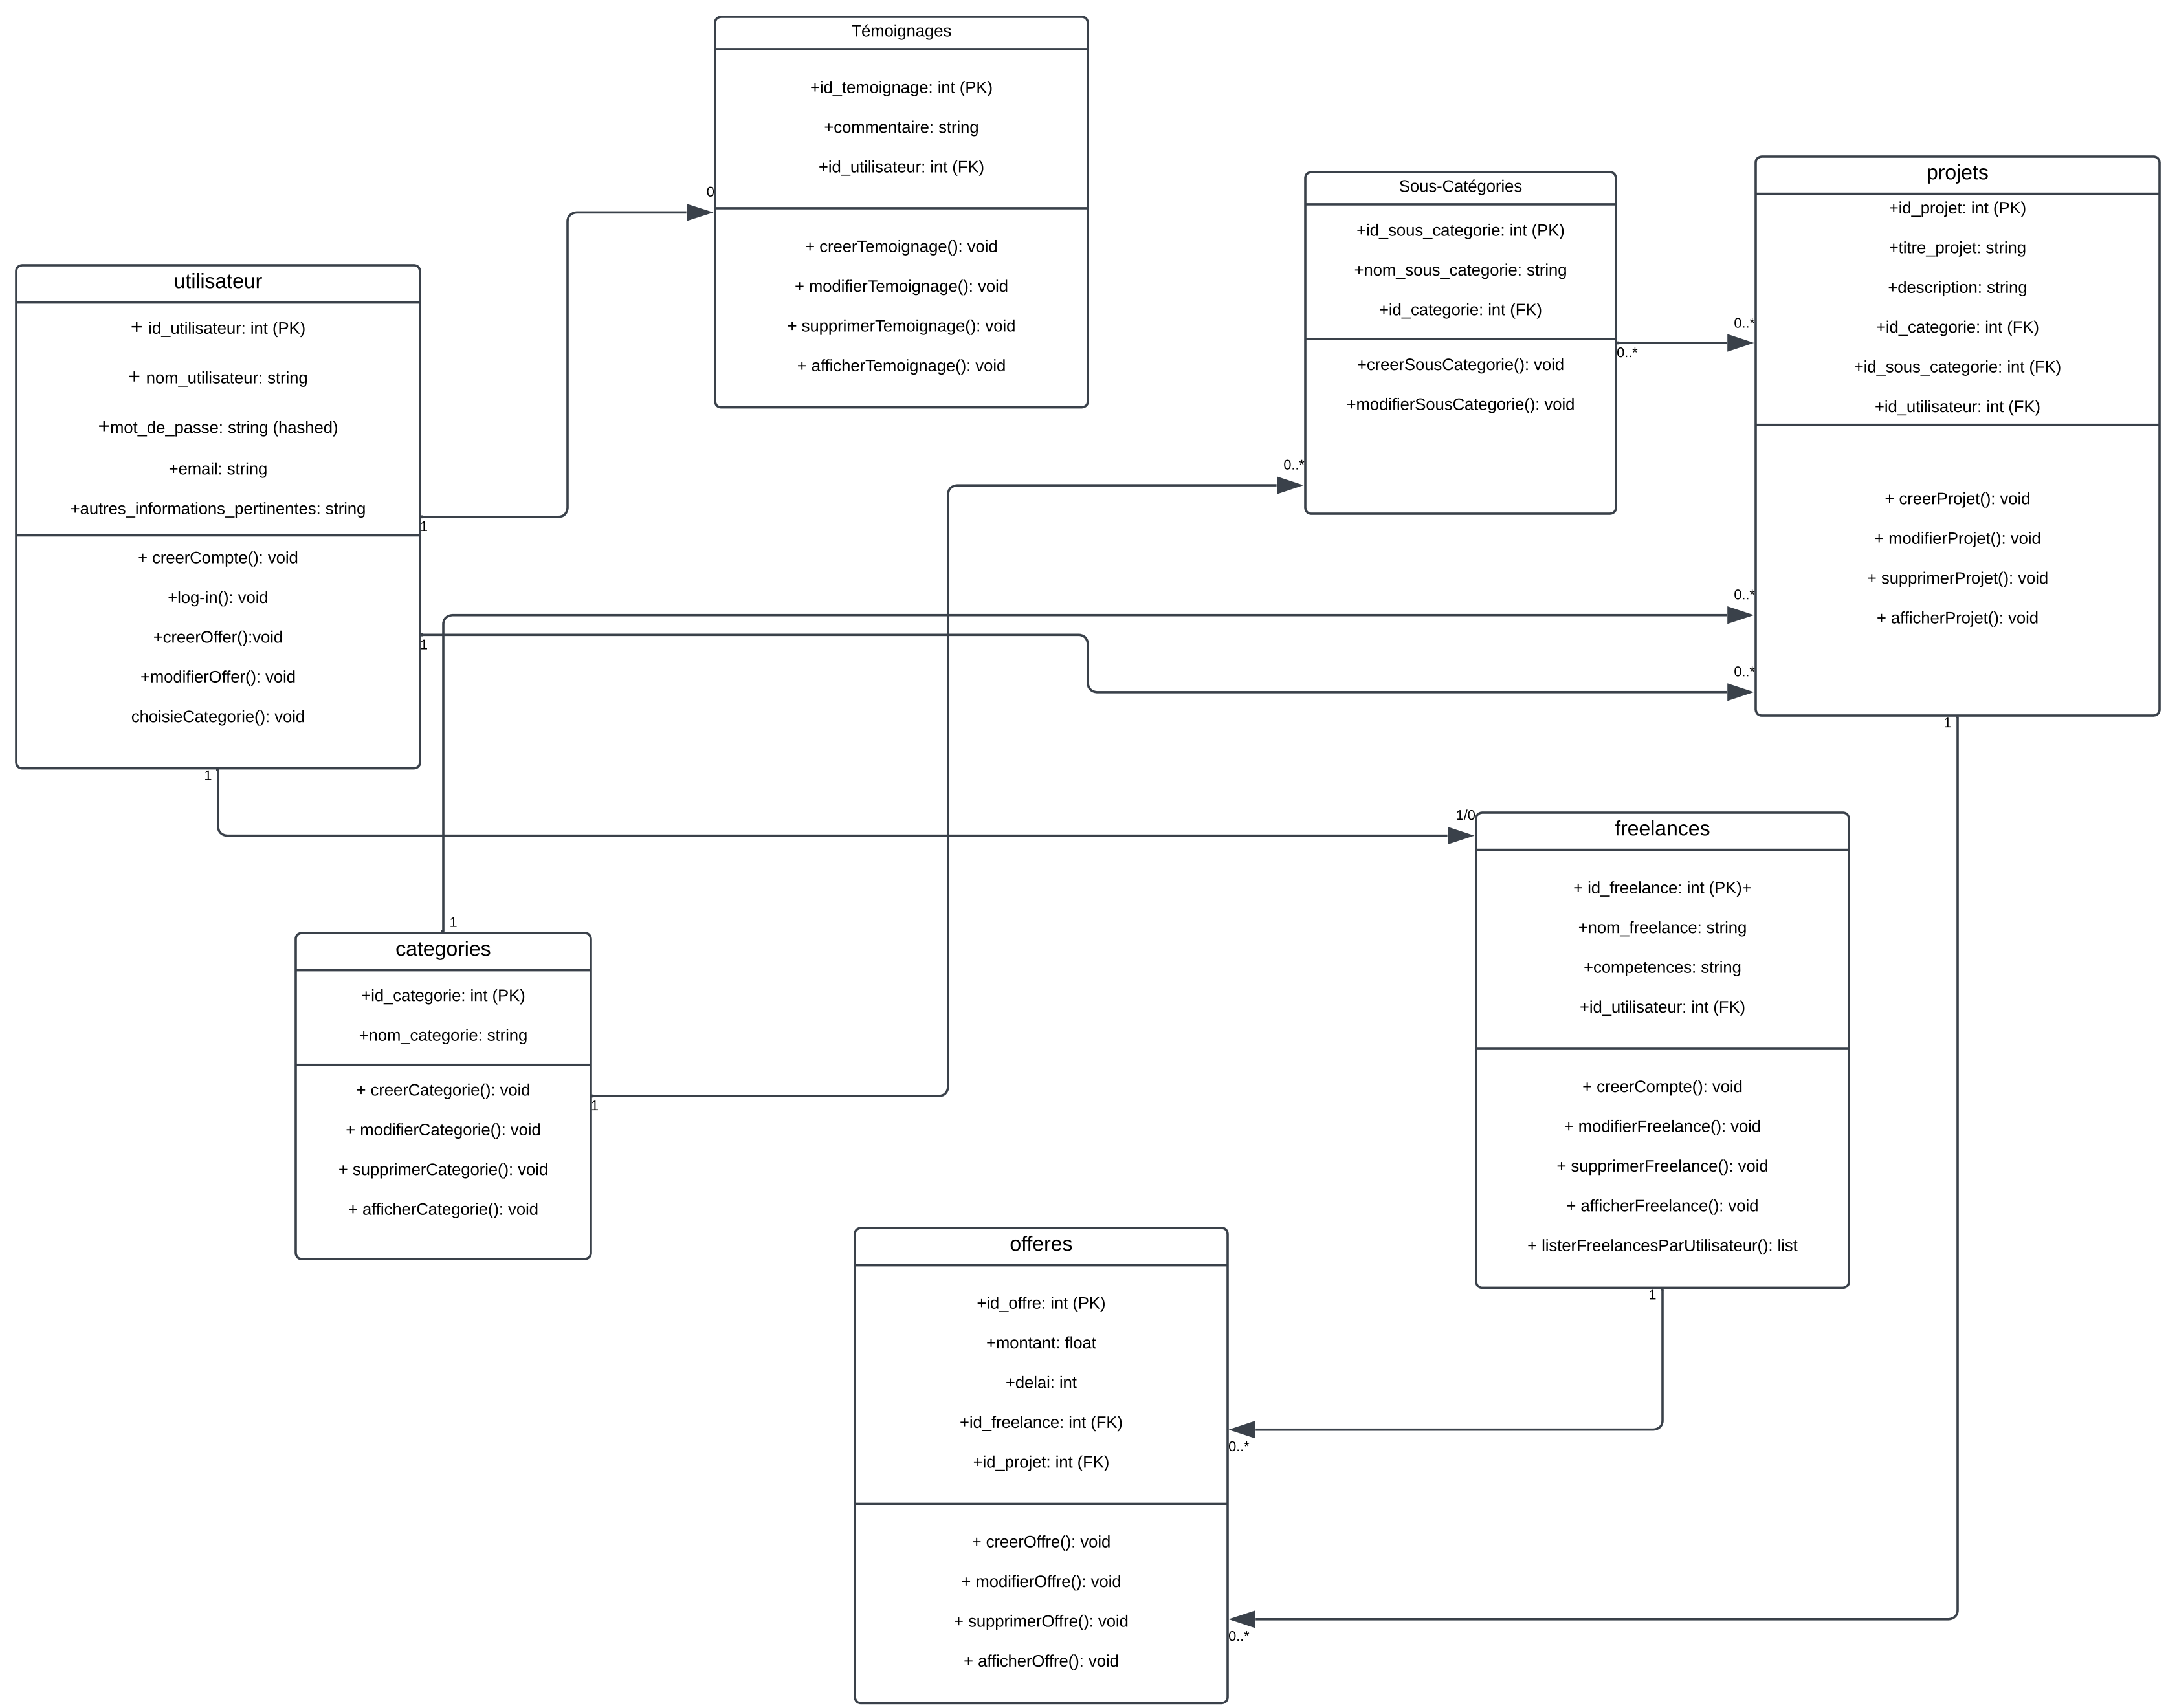 Témoignages
+id_temoignage: int (PK)
+commentaire: string
+id_utilisateur: int (FK)
0
+ creerTemoignage(): void
+ modifierTemoignage(): void
+ supprimerTemoignage(): void
+ afficherTemoignage(): void
Sous-Catégories
+id_sous_categorie: int (PK)
+nom_sous_categorie: string
+id_categorie: int (FK)
0..*
+creerSousCategorie(): void
+modifierSousCategorie(): void
0..*
projets
+id_projet: int (PK)
+titre_projet: string
+description: string
+id_categorie: int (FK)
+id_sous_categorie: int (FK)
+id_utilisateur: int (FK)
0..*
+ creerProjet(): void
+ modifierProjet(): void
+ supprimerProjet(): void
+ afficherProjet(): void
0..*
0..*
1
utilisateur
+ id_utilisateur: int (PK)
+ nom_utilisateur: string
+mot_de_passe: string (hashed)
+email: string
+autres_informations_pertinentes: string
1
+ creerCompte(): void
+log-in(): void
+creerOffer():void
+modifierOffer(): void
choisieCategorie(): void
1
1
1/0
freelances
+ id_freelance: int (PK)+
+nom_freelance: string
+competences: string
+id_utilisateur: int (FK)
+ creerCompte(): void
+ modifierFreelance(): void
+ supprimerFreelance(): void
+ afficherFreelance(): void
+ listerFreelancesParUtilisateur(): list
1
1
categories
+id_categorie: int (PK)
+nom_categorie: string
+ creerCategorie(): void
+ modifierCategorie(): void
+ supprimerCategorie(): void
+ afficherCategorie(): void
1
offeres
+id_offre: int (PK)
+montant: float
+delai: int
+id_freelance: int (FK)
+id_projet: int (FK)
0..*
+ creerOffre(): void
+ modifierOffre(): void
+ supprimerOffre(): void
+ afficherOffre(): void
0..*